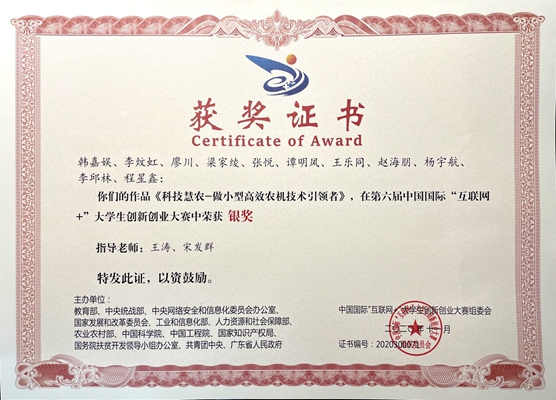 获奖证书
Certificate of Award
韩嘉娱、李炆虹、廖川、梁家绫、张悦、谭明凤、王乐同、赵海朋、杨宇航、
李邱林、程星鑫：
你们的作品《科技慧农-做小型高效农机技术引领者》，在第六届中国国际“互联网
+”大学生创新创业大赛中荣获 银奖
指导老师：王涛、宋发群
特发此证，以资鼓励。
主办单位：
教育部、中央统战部、中央网络安全和信息化委员会办公室、
国家发展和改革委员会、工业和信息化部、人力资源和社会保障部、
农业农村部、中国科学院、中国工程院、国家知识产权局、
国务院扶贫开发领导小组办公室、共青团中央、广东省人民政府
中国国际“互联网+”大学生创新创业大赛组委会
二〇二〇年十一月
证书编号：202030007